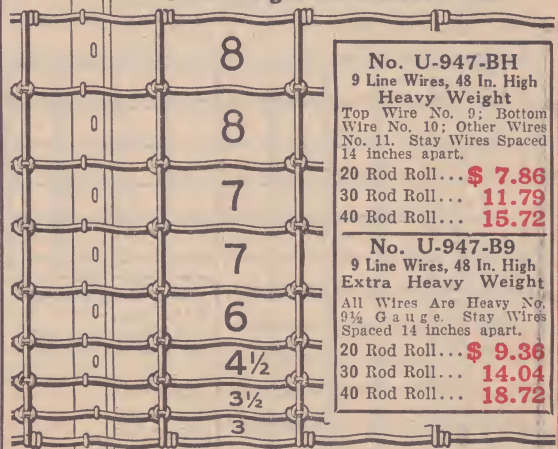 8
8
7
7
6
4½
3½
3
No. U-947-BH
9 Line Wires, 48 In. High
Heavy Weight
Top Wire No. 9; Bottom
Wire No. 10; Other Wires
No. 11. Stay Wires Spaced
14 inches apart.
20 Rod Roll... $ 7.86
30 Rod Roll... 11.79
40 Rod Roll... 15.72
No. U-947-B9
9 Line Wires, 48 In. High
Extra Heavy Weight
All Wires Are Heavy No.
9½ Gauge. Stay Wires
Spaced 14 inches apart.
20 Rod Roll... $ 9.36
30 Rod Roll... 14.04
40 Rod Roll... 18.72